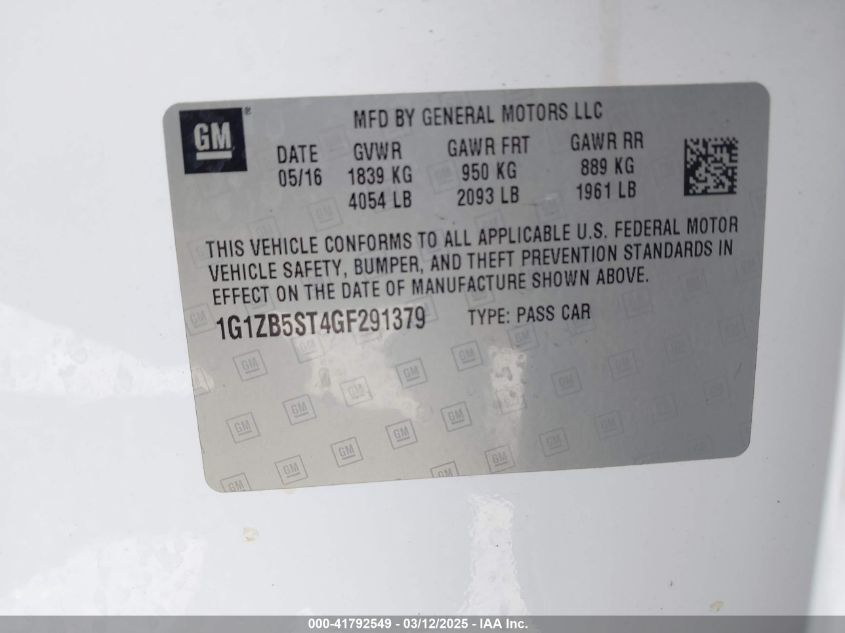 GM
MFD BY GENERAL MOTORS LLC
DATE GVWR GAWR FRT GAWR RR
05/16 1839 KG 950 KG 889 KG
4054 LB 2093 LB 1961 LB
THIS VEHICLE CONFORMS TO ALL APPLICABLE U.S. FEDERAL MOTOR
VEHICLE SAFETY, BUMPER, AND THEFT PREVENTION STANDARDS IN
EFFECT ON THE DATE OF MANUFACTURE SHOWN ABOVE.
1G1ZB5ST4GF291379 TYPE: PASS CAR
000-41792549 - 03/12/2025 - IAA Inc.